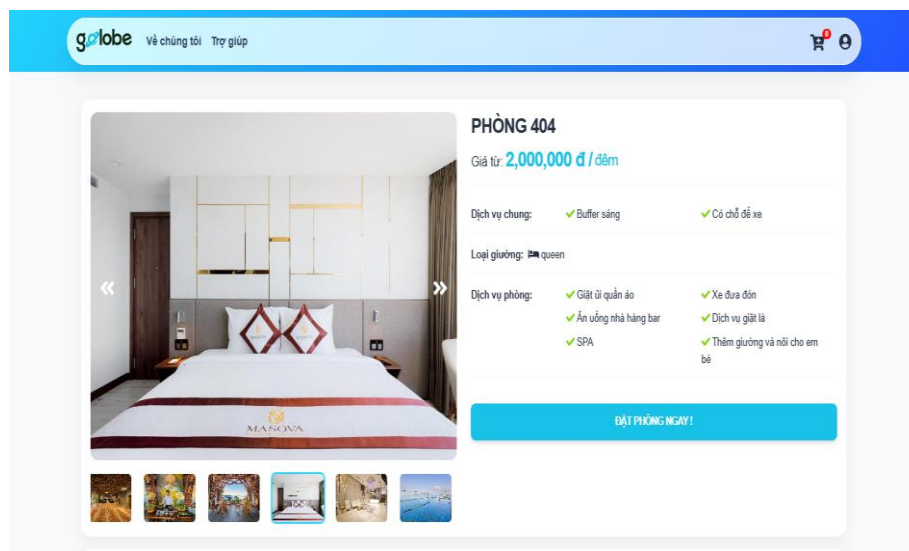 golobe Về chúng tôi Trợ giúp 0
PHÒNG 404
Giá từ: 2,000,000 đ / đêm
Dịch vụ chung: Buffer sáng Có chỗ để xe
Loại giường: queen
Dịch vụ phòng: Giặt ủi quần áo Xe đưa đón
Ăn uống nhà hàng bar Dịch vụ giặt là
SPA Thêm giường và nôi cho em
bé
ĐẶT PHÒNG NGAY!
MASOVA